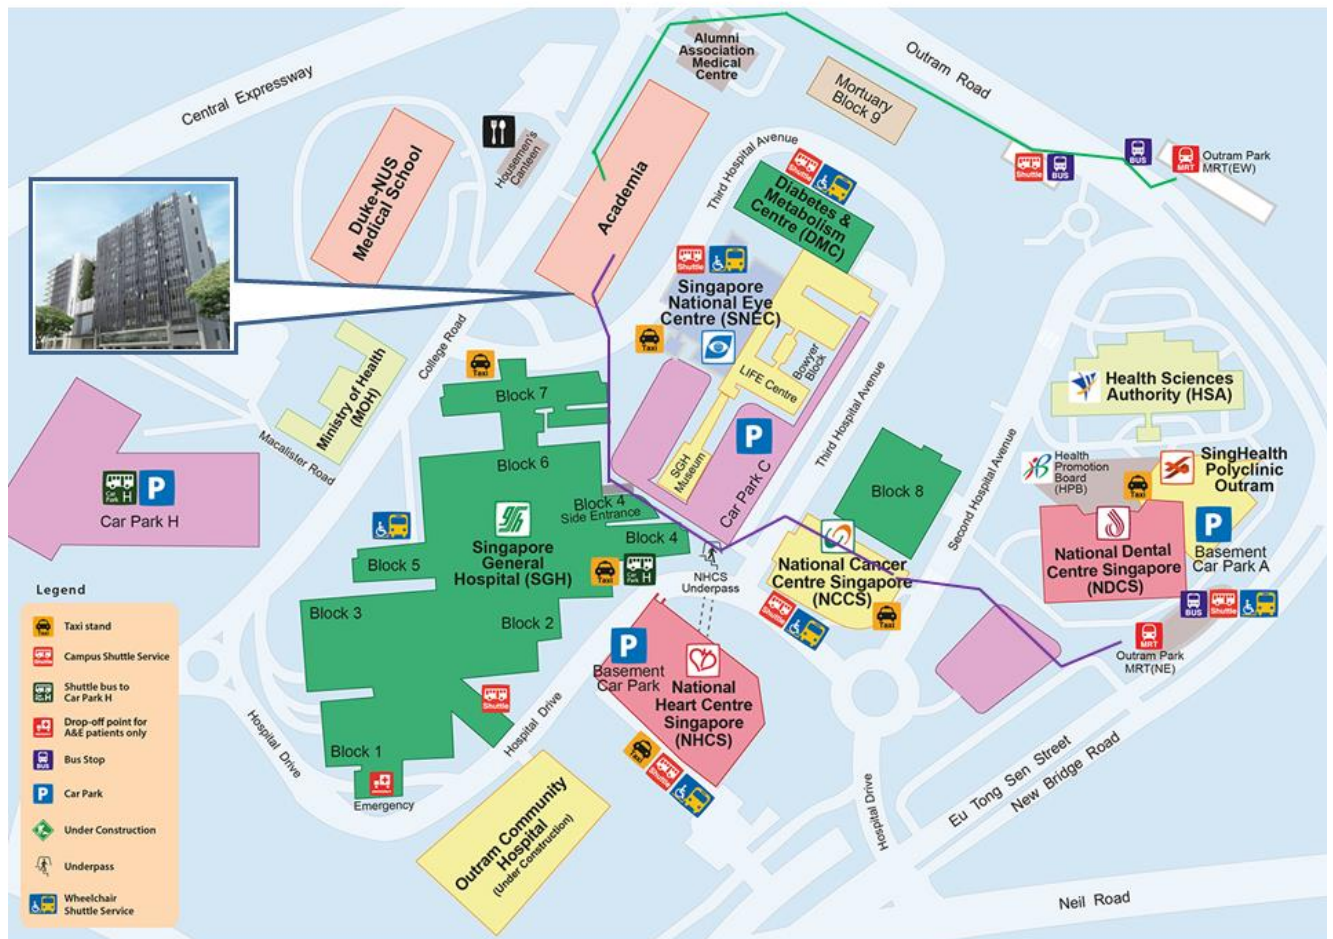 Central Expressway
Outram Road
Alumni
Association
Medical
Centre
Mortuary
Block 9
Housemen's
Canteen
Duke-NUS
Medical School
Academia
Third Hospital Avenue
Shuttle
Diabetes &
Metabolism
Centre (DMC)
Shuttle
BUS
BUS
MRT
Outram Park
MRT(EW)
Shuttle
Singapore
National Eye
Centre (SNEC)
Taxi
LIFE Centre
Bowyer
Block
SGH
Museum
P
Car Park C
Third Hospital Avenue
College Road
Ministry of Health
(MOH)
Macalister Road
Taxi
Block 7
Block 6
Block 4
Side Entrance
Block 4
Singapore
General
Hospital (SGH)
Block 5
Block 3
Block 2
Block 1
Shuttle
Emergency
Taxi
Car
Park H
Car
Park H
P
Car Park H
NHCS
Underpass
Block 8
National Cancer
Centre Singapore
(NCCS)
Shuttle
Taxi
Second Hospital Avenue
Health Sciences
Authority (HSA)
Health
Promotion
Board
(HPB)
Taxi
SingHealth
Polyclinic
Outram
P
Basement
Car Park A
National Dental
Centre Singapore
(NDCS)
BUS
Shuttle
MRT
Outram Park
MRT(NE)
P
Basement
Car Park
National
Heart Centre
Singapore
(NHCS)
Taxi
Shuttle
Hospital Drive
Hospital Drive
Hospital Drive
Outram Community
Hospital
(Under Construction)
Eu Tong Sen Street
New Bridge Road
Neil Road
Legend
Taxi
Taxi stand
Shuttle
Campus Shuttle Service
Shuttle bus to
Car Park H
Drop-off point for
A&E patients only
BUS
Bus Stop
P
Car Park
Under Construction
Underpass
Wheelchair
Shuttle Service